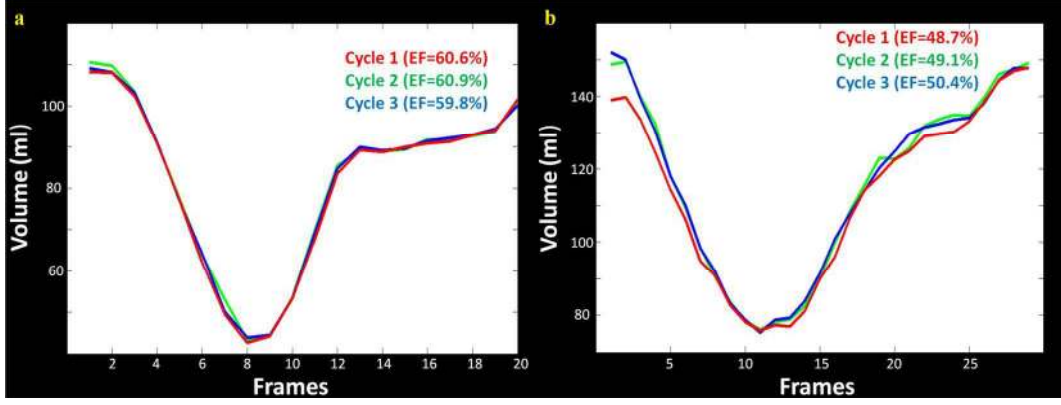 a
Cycle 1 (EF=60.6%)
Cycle 2 (EF=60.9%)
Cycle 3 (EF=59.8%)
Volume (ml)
100
80
60
2 4 6 8 10 12 14 16 18 20
Frames
b
Cycle 1 (EF=48.7%)
Cycle 2 (EF=49.1%)
Cycle 3 (EF=50.4%)
Volume (ml)
140
120
100
80
5 10 15 20 25
Frames